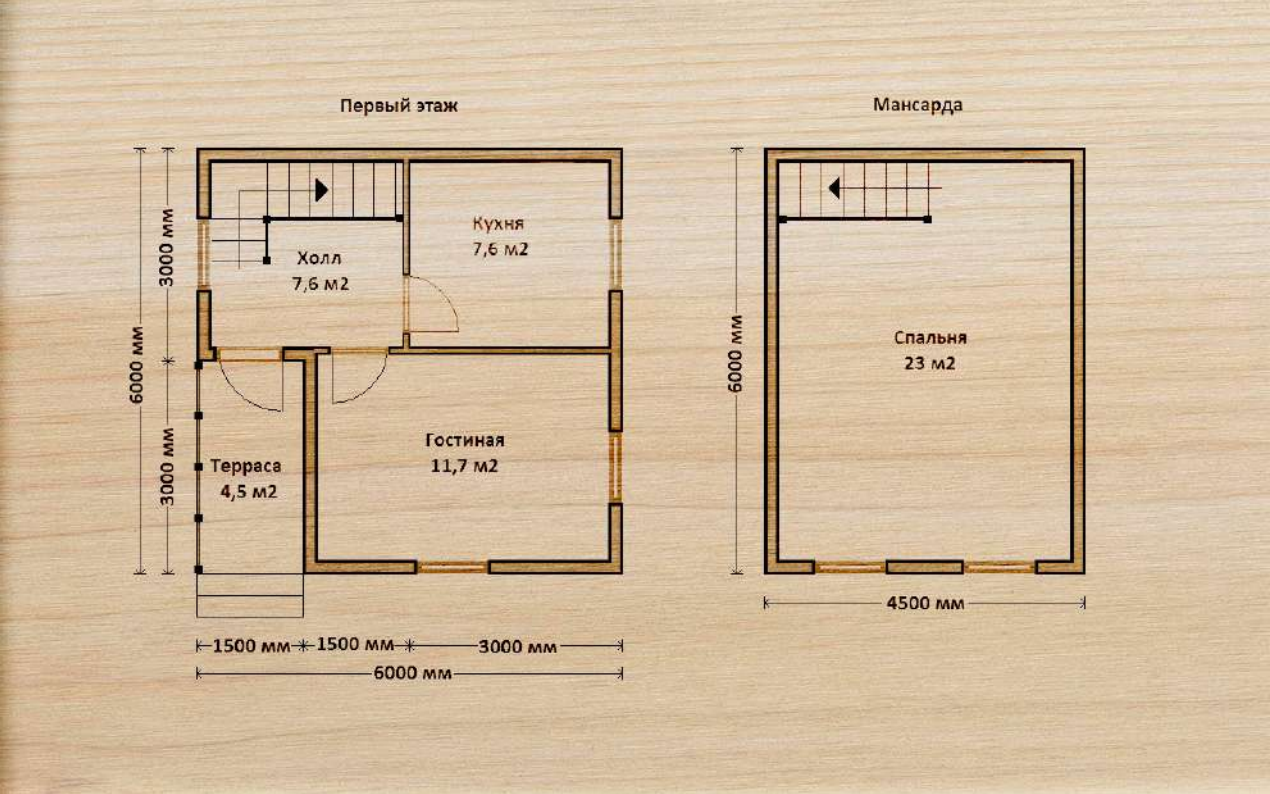 Первый этаж
Мансарда
3000 мм
6000 мм
3000 мм
Холл
7,6 м2
Кухня
7,6 м2
Терраса
4,5 м2
Гостиная
11,7 м2
1500 мм
1500 мм
3000 мм
6000 мм
6000 мм
Спальня
23 м2
4500 мм